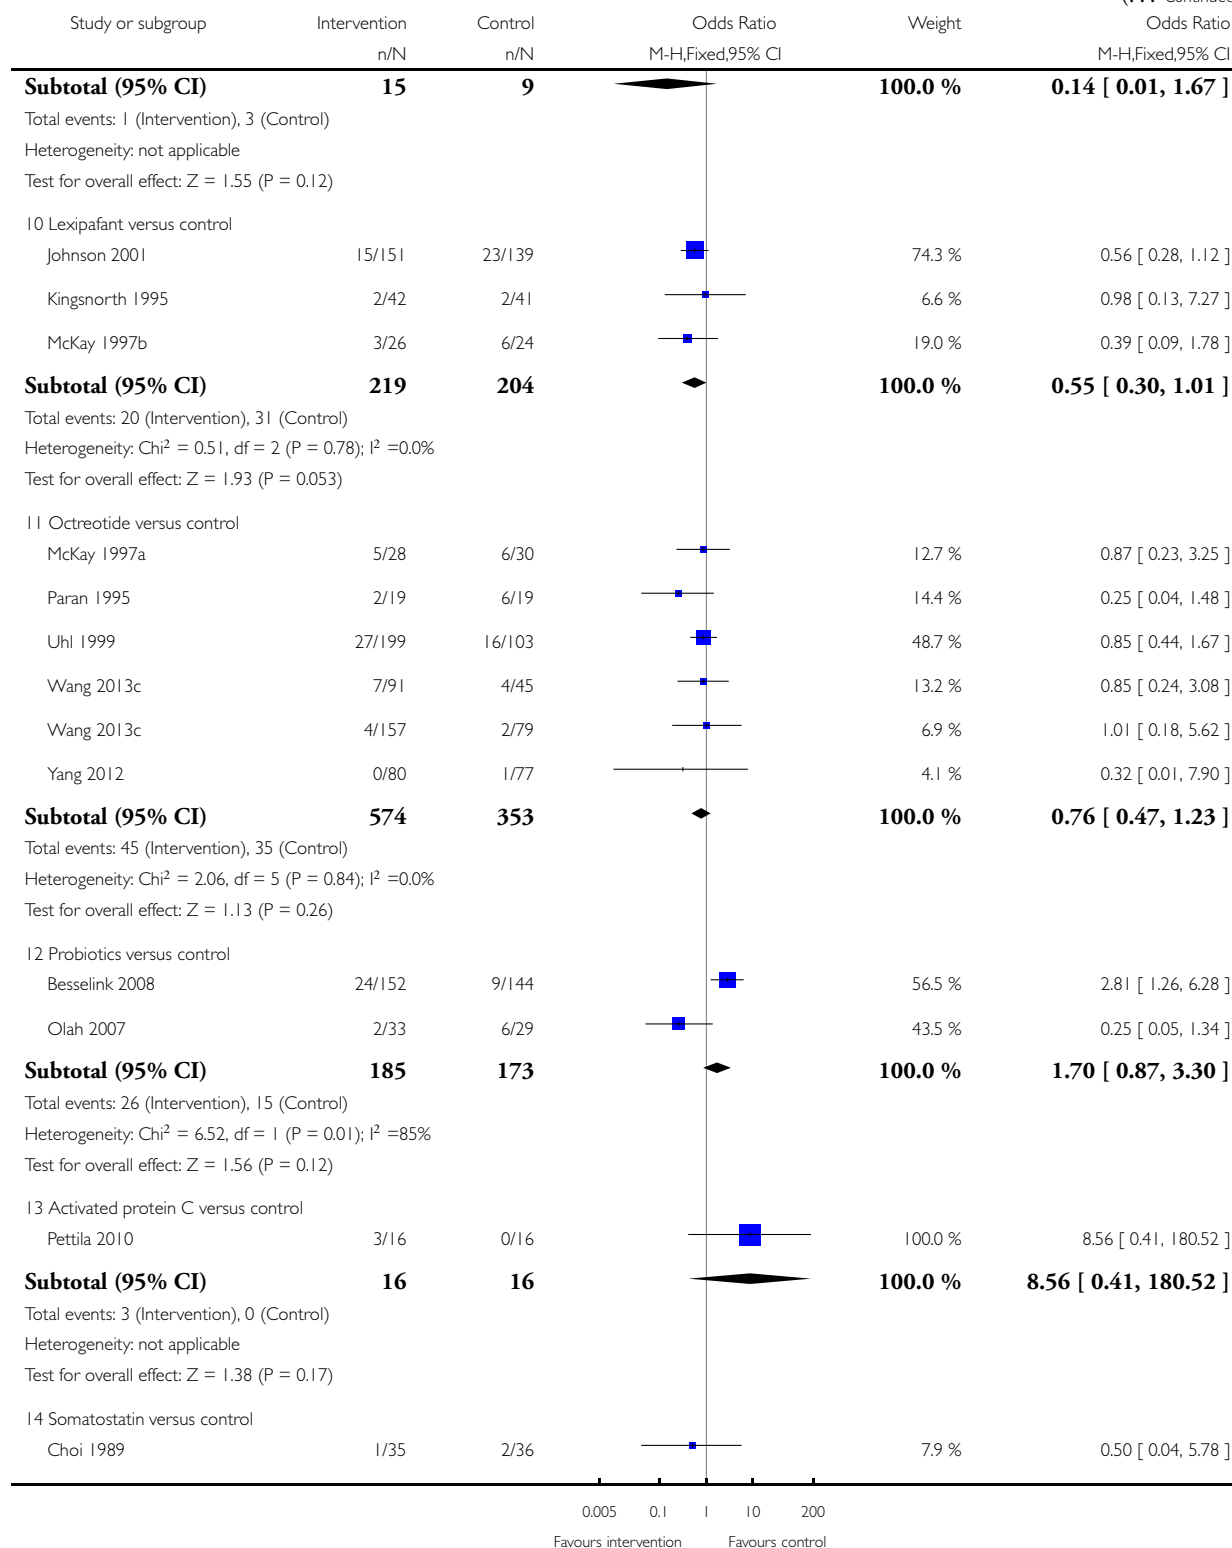 (... Continued
Study or subgroup Intervention Control Odds Ratio Weight Odds Ratio
n/N n/N M-H,Fixed,95% CI M-H,Fixed,95% CI
Subtotal (95% CI) 15 9 100.0 % 0.14 [ 0.01, 1.67 ]
Total events: 1 (Intervention), 3 (Control)
Heterogeneity: not applicable
Test for overall effect: Z = 1.55 (P = 0.12)
10 Lexipafant versus control
Johnson 2001 15/151 23/139 74.3 % 0.56 [ 0.28, 1.12 ]
Kingsnorth 1995 2/42 2/41 6.6 % 0.98 [ 0.13, 7.27 ]
McKay 1997b 3/26 6/24 19.0 % 0.39 [ 0.09, 1.78 ]
Subtotal (95% CI) 219 204 100.0 % 0.55 [ 0.30, 1.01 ]
Total events: 20 (Intervention), 31 (Control)
Heterogeneity: Chi² = 0.51, df = 2 (P = 0.78); I² =0.0%
Test for overall effect: Z = 1.93 (P = 0.053)
11 Octreotide versus control
McKay 1997a 5/28 6/30 12.7 % 0.87 [ 0.23, 3.25 ]
Paran 1995 2/19 6/19 14.4 % 0.25 [ 0.04, 1.48 ]
Uhl 1999 27/199 16/103 48.7 % 0.85 [ 0.44, 1.67 ]
Wang 2013c 7/91 4/45 13.2 % 0.85 [ 0.24, 3.08 ]
Wang 2013c 4/157 2/79 6.9 % 1.01 [ 0.18, 5.62 ]
Yang 2012 0/80 1/77 4.1 % 0.32 [ 0.01, 7.90 ]
Subtotal (95% CI) 574 353 100.0 % 0.76 [ 0.47, 1.23 ]
Total events: 45 (Intervention), 35 (Control)
Heterogeneity: Chi² = 2.06, df = 5 (P = 0.84); I² =0.0%
Test for overall effect: Z = 1.13 (P = 0.26)
12 Probiotics versus control
Besselink 2008 24/152 9/144 56.5 % 2.81 [ 1.26, 6.28 ]
Olah 2007 2/33 6/29 43.5 % 0.25 [ 0.05, 1.34 ]
Subtotal (95% CI) 185 173 100.0 % 1.70 [ 0.87, 3.30 ]
Total events: 26 (Intervention), 15 (Control)
Heterogeneity: Chi² = 6.52, df = 1 (P = 0.01); I² =85%
Test for overall effect: Z = 1.56 (P = 0.12)
13 Activated protein C versus control
Pettila 2010 3/16 0/16 100.0 % 8.56 [ 0.41, 180.52 ]
Subtotal (95% CI) 16 16 100.0 % 8.56 [ 0.41, 180.52 ]
Total events: 3 (Intervention), 0 (Control)
Heterogeneity: not applicable
Test for overall effect: Z = 1.38 (P = 0.17)
14 Somatostatin versus control
Choi 1989 1/35 2/36 7.9 % 0.50 [ 0.04, 5.78 ]
0.005 0.1 1 10 200
Favours intervention Favours control